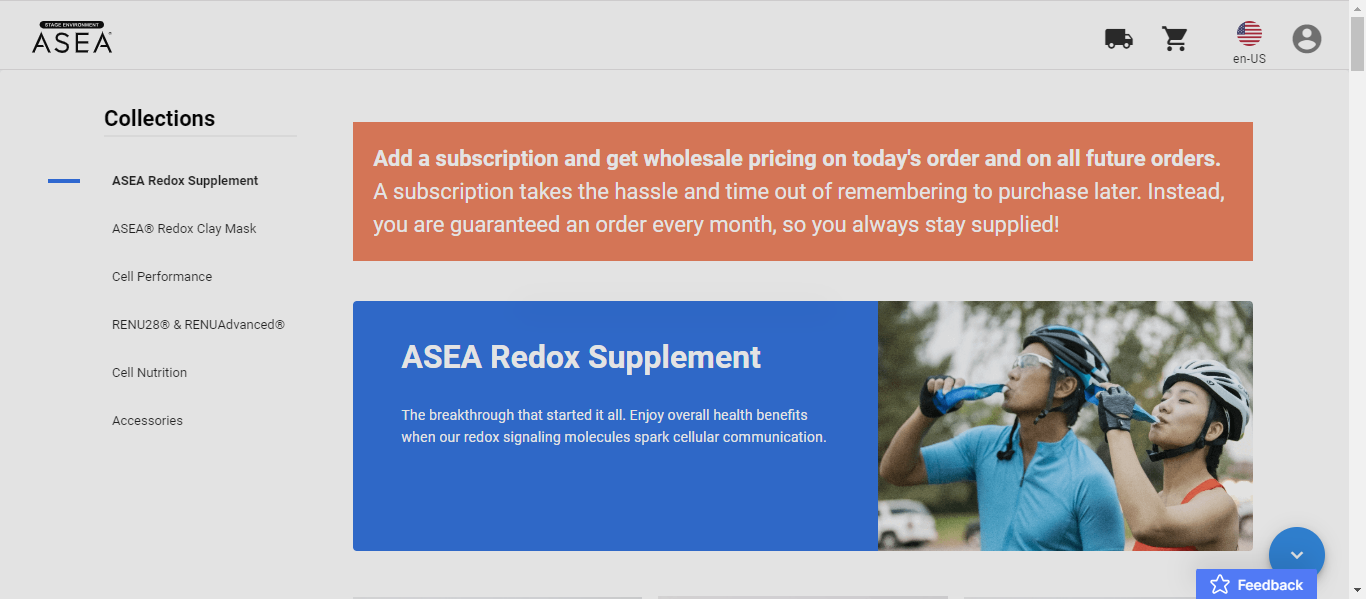 STAGE ENVIRONMENT
ASEA
en-US
Collections
ASEA Redox Supplement
ASEA® Redox Clay Mask
Cell Performance
RENU28® & RENUAdvanced®
Cell Nutrition
Accessories
Add a subscription and get wholesale pricing on today's order and on all future orders.
A subscription takes the hassle and time out of remembering to purchase later. Instead,
you are guaranteed an order every month, so you always stay supplied!
ASEA Redox Supplement
The breakthrough that started it all. Enjoy overall health benefits
when our redox signaling molecules spark cellular communication.
Feedback